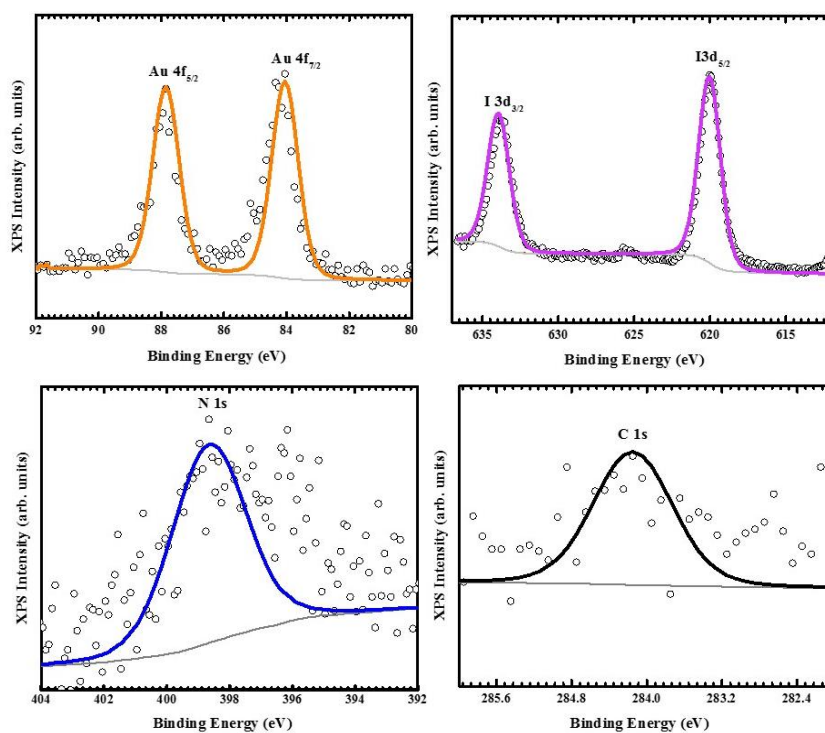 XPS Intensity (arb. units)
Au 4f5/2
Au 4f7/2
92 90 88 86 84 82 80
Binding Energy (eV)
XPS Intensity (arb. units)
I 3d3/2
I3d5/2
635 630 625 620 615
Binding Energy (eV)
XPS Intensity (arb. units)
N 1s
404 402 400 398 396 394 392
Binding Energy (eV)
XPS Intensity (arb. units)
C 1s
285.6 284.8 284.0 283.2 282.4
Binding Energy (eV)